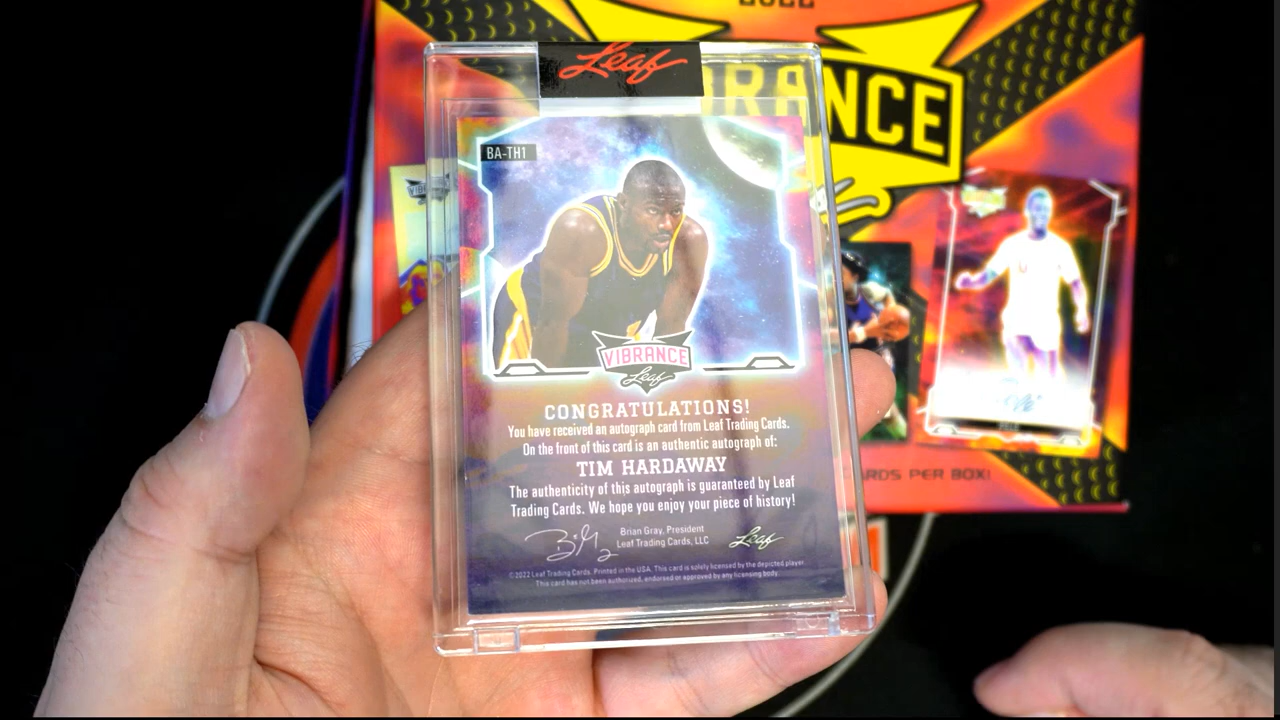 2022
VIBRANCE
Leaf
BA-TH1
VIBRANCE
Leaf
CONGRATULATIONS!
You have received an autograph card from Leaf Trading Cards.
On the front of this card is an authentic autograph of:
TIM HARDAWAY
The authenticity of this autograph is guaranteed by Leaf
Trading Cards. We hope you enjoy your piece of history!
Brian Gray, President
Leaf Trading Cards, LLC
Leaf
©2022 Leaf Trading Cards. Printed in the USA. This card is solely licensed by the depicted player.
This card has not been authorized, endorsed or approved by any licensing body.
ARDS PER BOX!